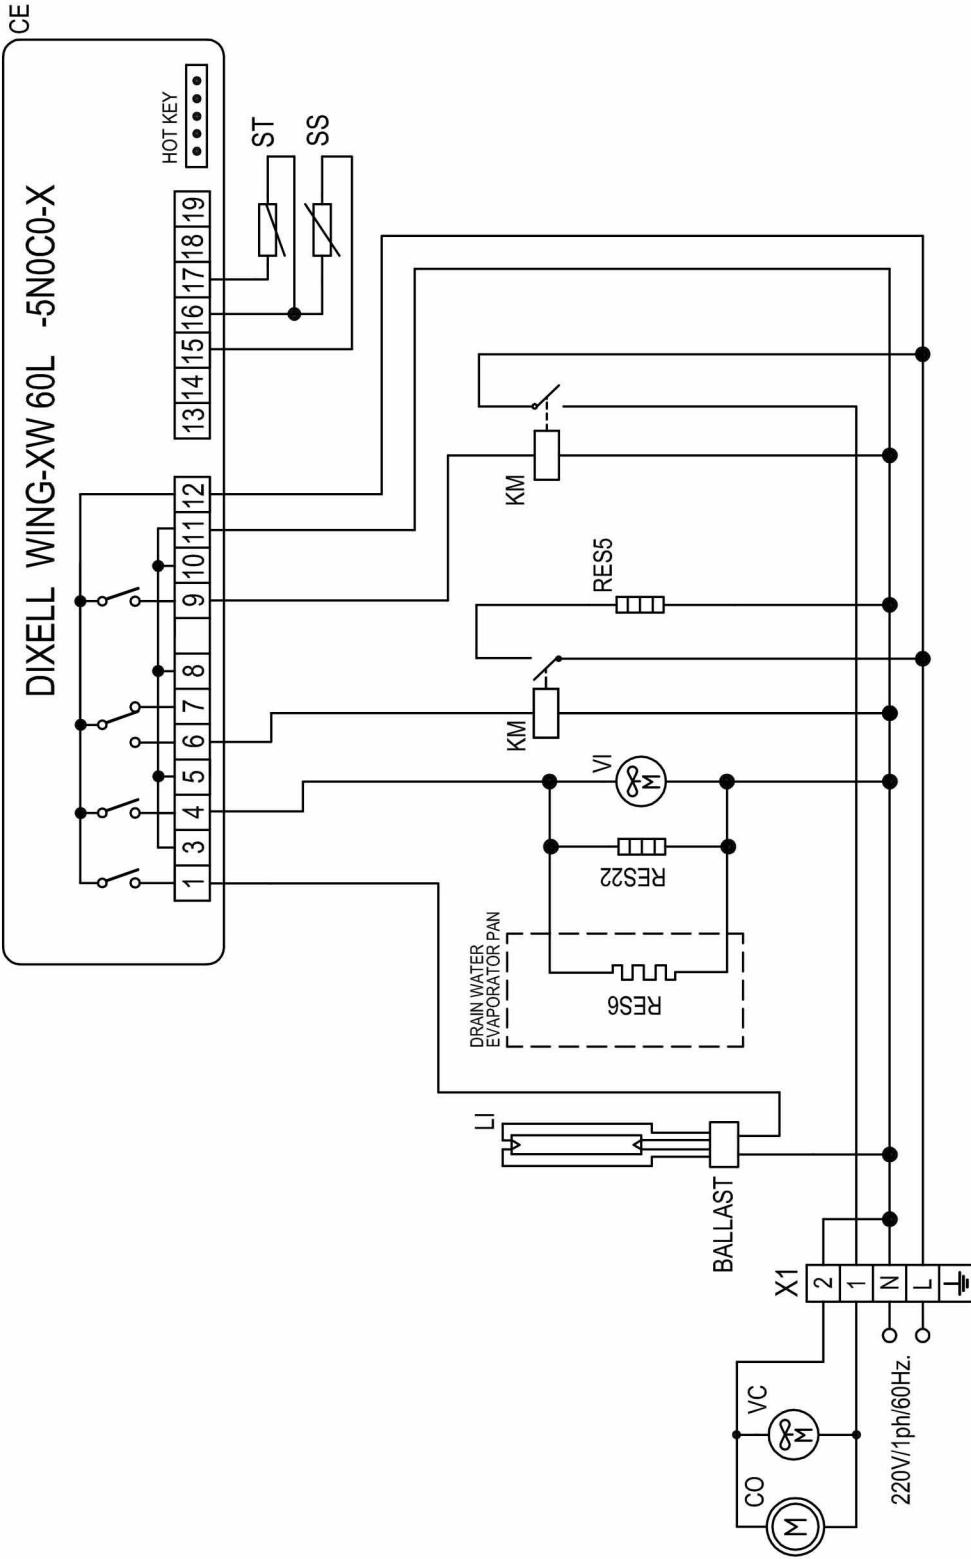 CE
DIXELL WING-XW 60L -5N0C0-X
HOT KEY
1 3 4 5 6 7 8 9 10 11 12
13 14 15 16 17 18 19
ST
SS
KM
RES5
KM
VI
RES22
DRAIN WATER
EVAPORATOR PAN
RES6
LI
BALLAST
X1
2
1
N
L
VC
M
CO
M
M
220V/1ph/60Hz.